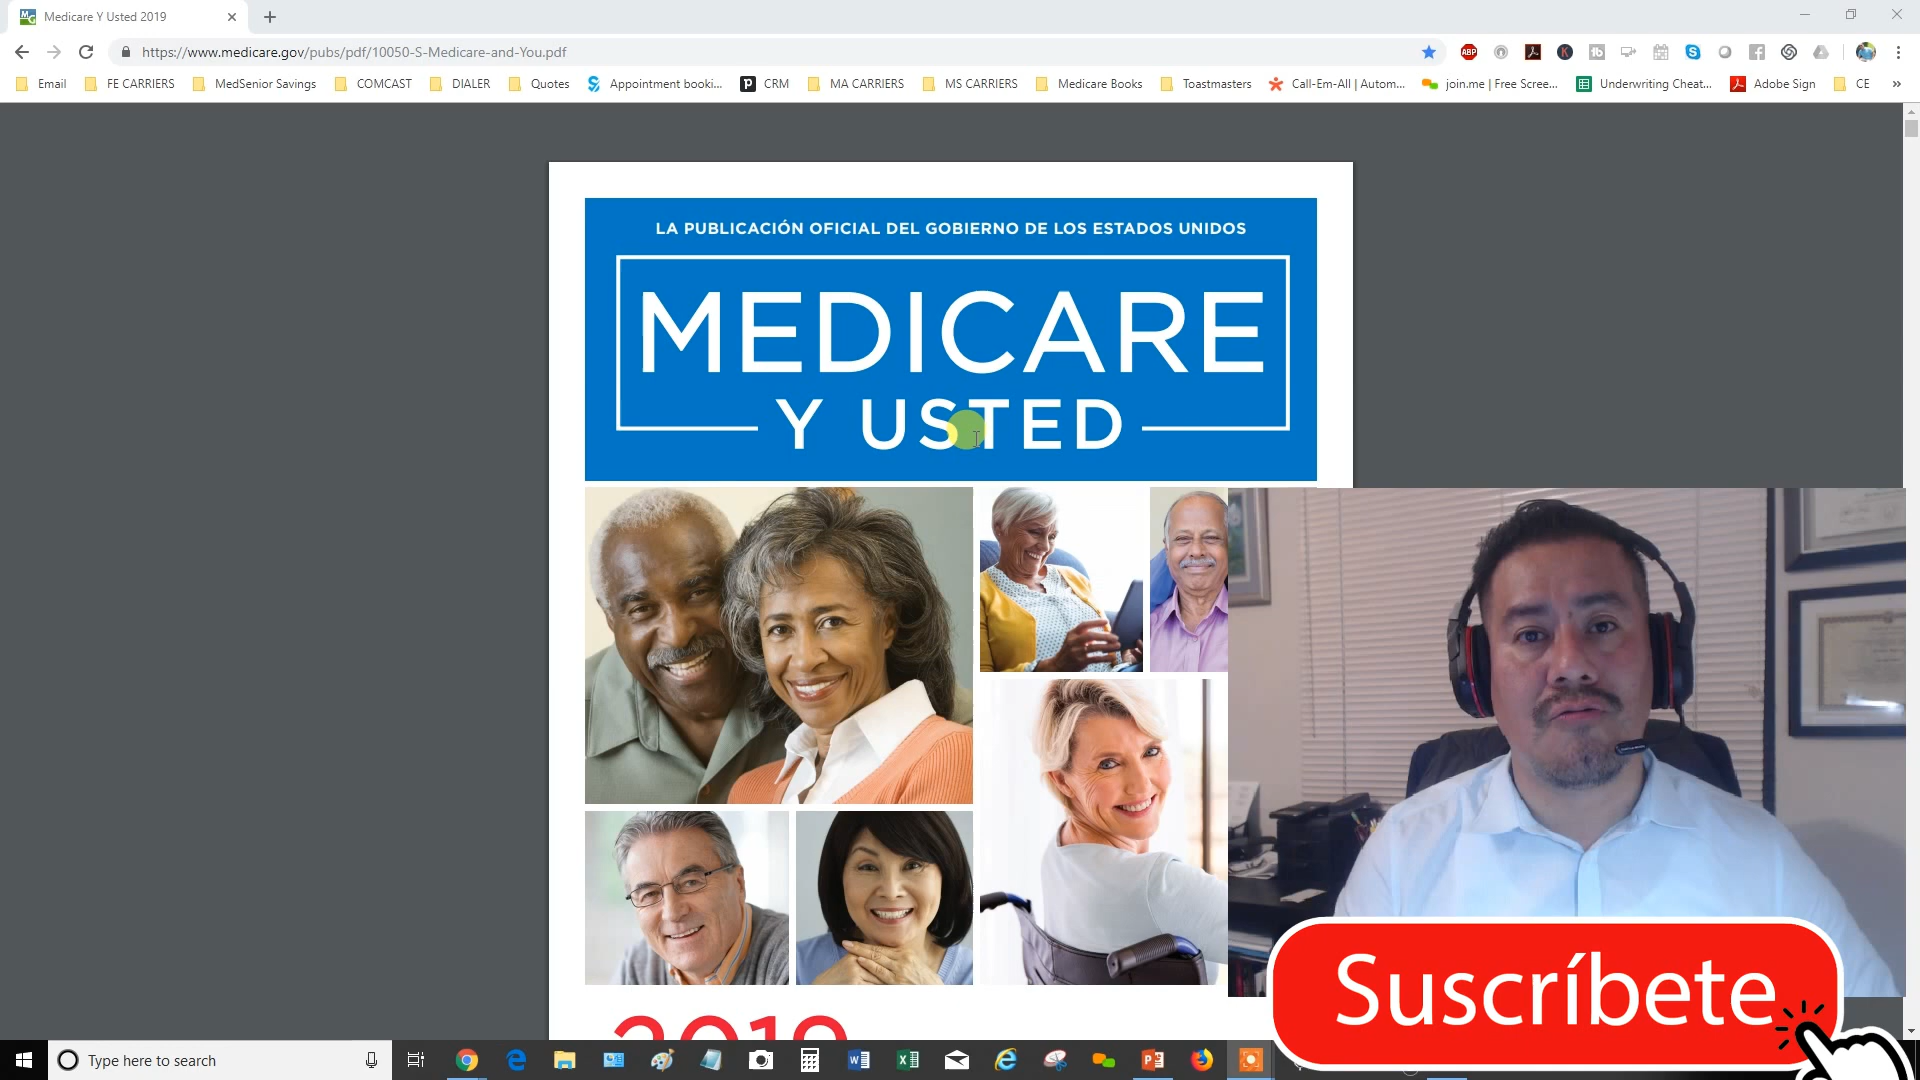 Medicare Y Usted 2019
https://www.medicare.gov/pubs/pdf/10050-S-Medicare-and-You.pdf
ABP
Email
FE CARRIERS
MedSenior Savings
COMCAST
DIALER
Quotes
Appointment booki...
CRM
MA CARRIERS
MS CARRIERS
Medicare Books
Toastmasters
Call-Em-All | Autom...
join.me | Free Scree...
Underwriting Cheat...
Adobe Sign
CE
LA PUBLICACIÓN OFICIAL DEL GOBIERNO DE LOS ESTADOS UNIDOS
MEDICARE
Y USTED
2019
Suscríbete
Type here to search